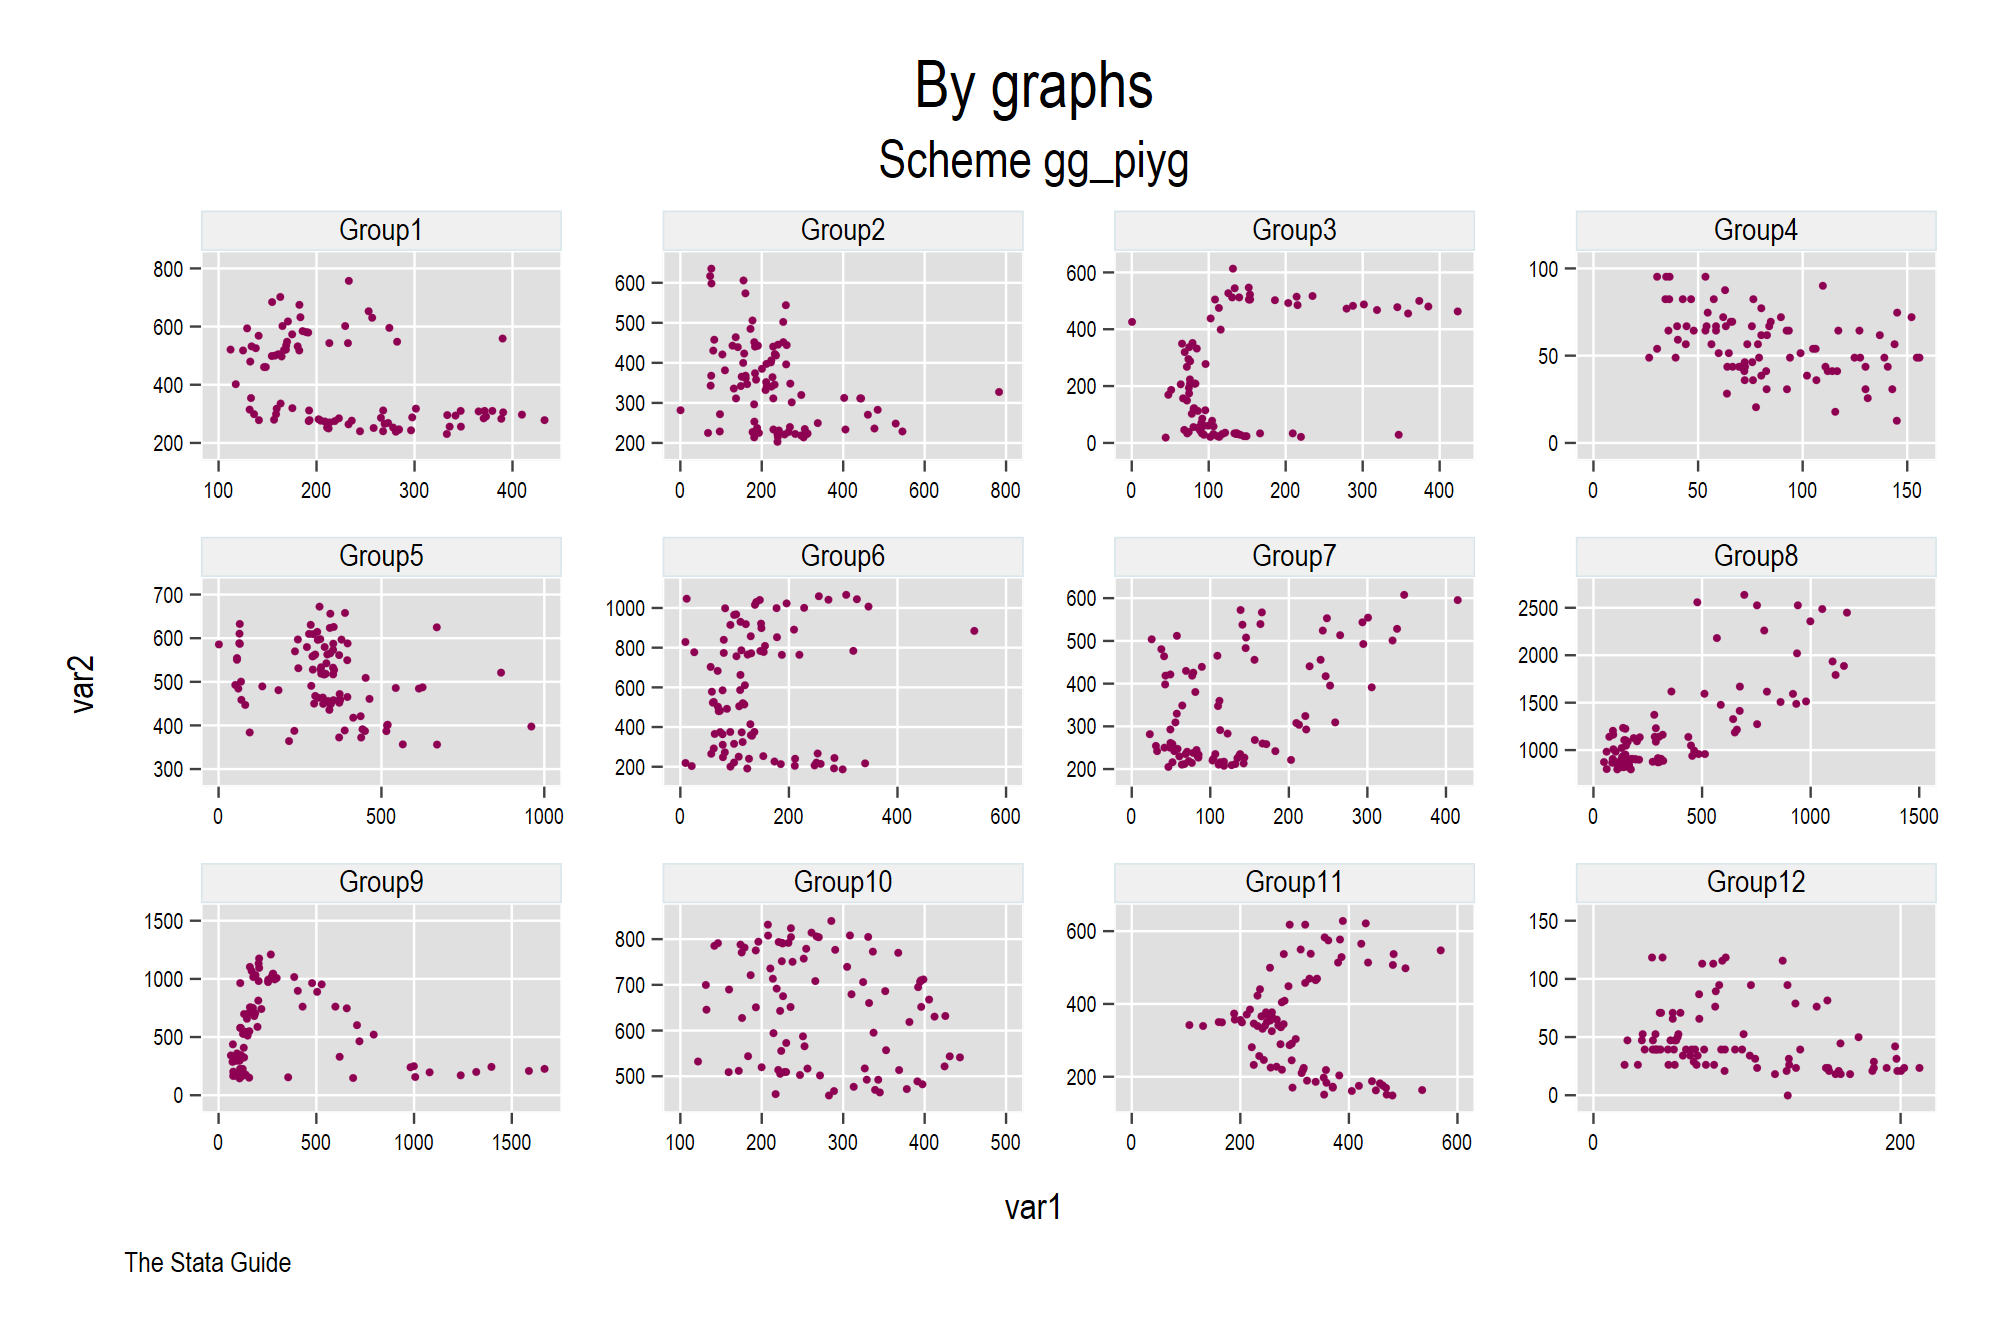 By graphs
Scheme gg_piyg
Group1
Group2
Group3
Group4
800
600
400
200
100 200 300 400
600
500
400
300
200
0 200 400 600 800
600
400
200
0
0 100 200 300 400
100
50
0
0 50 100 150
Group5
Group6
Group7
Group8
700
600
500
400
300
0 500 1000
1000
800
600
400
200
0 200 400 600
600
500
400
300
200
0 100 200 300 400
2500
2000
1500
1000
0 500 1000 1500
Group9
Group10
Group11
Group12
1500
1000
500
0
0 500 1000 1500
800
700
600
500
100 200 300 400 500
600
400
200
0 200 400 600
150
100
50
0
0 200
var2
var1
The Stata Guide